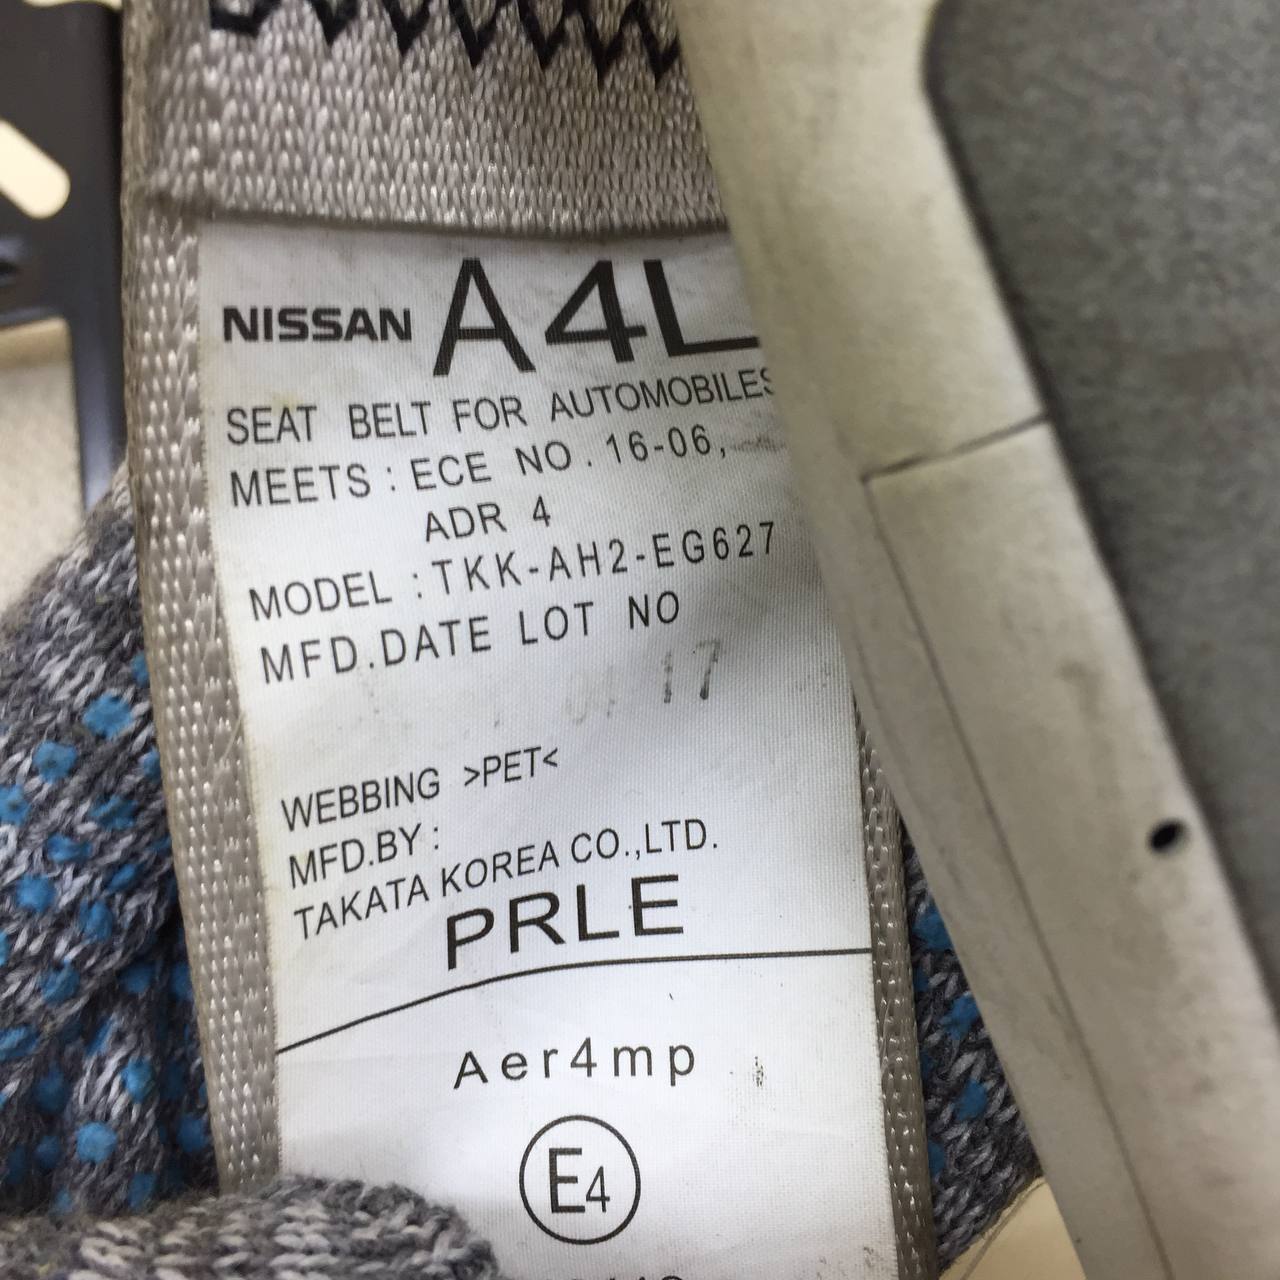 NISSAN A4L
SEAT BELT FOR AUTOMOBILES
MEETS : ECE NO . 16-06,
ADR 4
MODEL : TKK-AH2-EG627
MFD.DATE LOT NO
17
WEBBING >PET<
MFD.BY :
TAKATA KOREA CO.,LTD.
PRLE
Aer4mp
E4